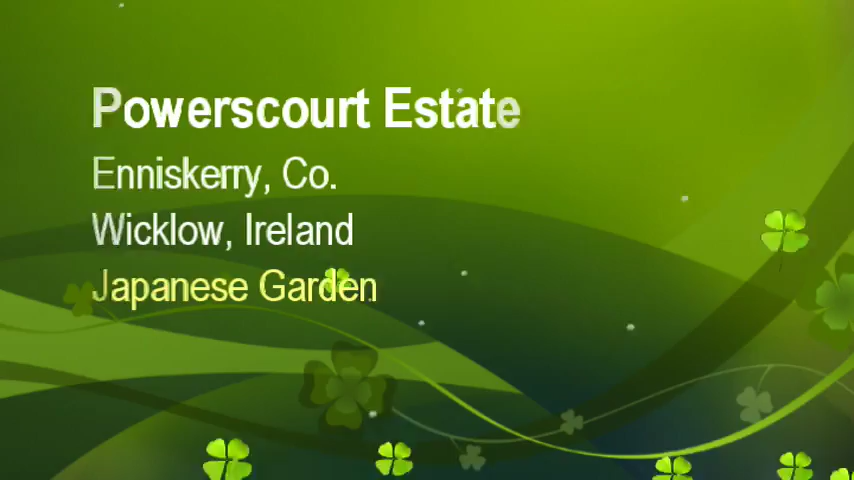 Powerscourt Estate
Enniskerry, Co.
Wicklow, Ireland
Japanese Garden